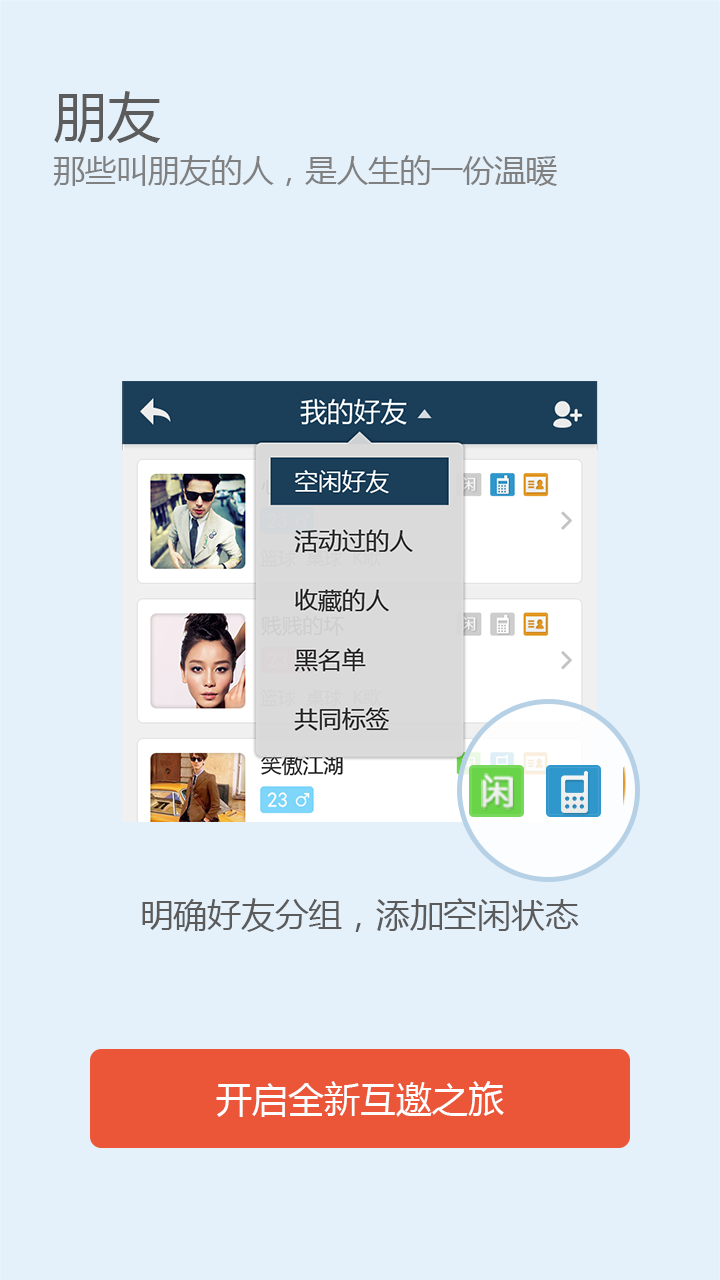 朋友
那些叫朋友的人，是人生的一份温暖
我的好友
空闲好友
闲
活动过的人
收藏的人
闲
贱贱的坏
黑名单
共同标签
笑傲江湖
23
闲
明确好友分组，添加空闲状态
开启全新互邀之旅